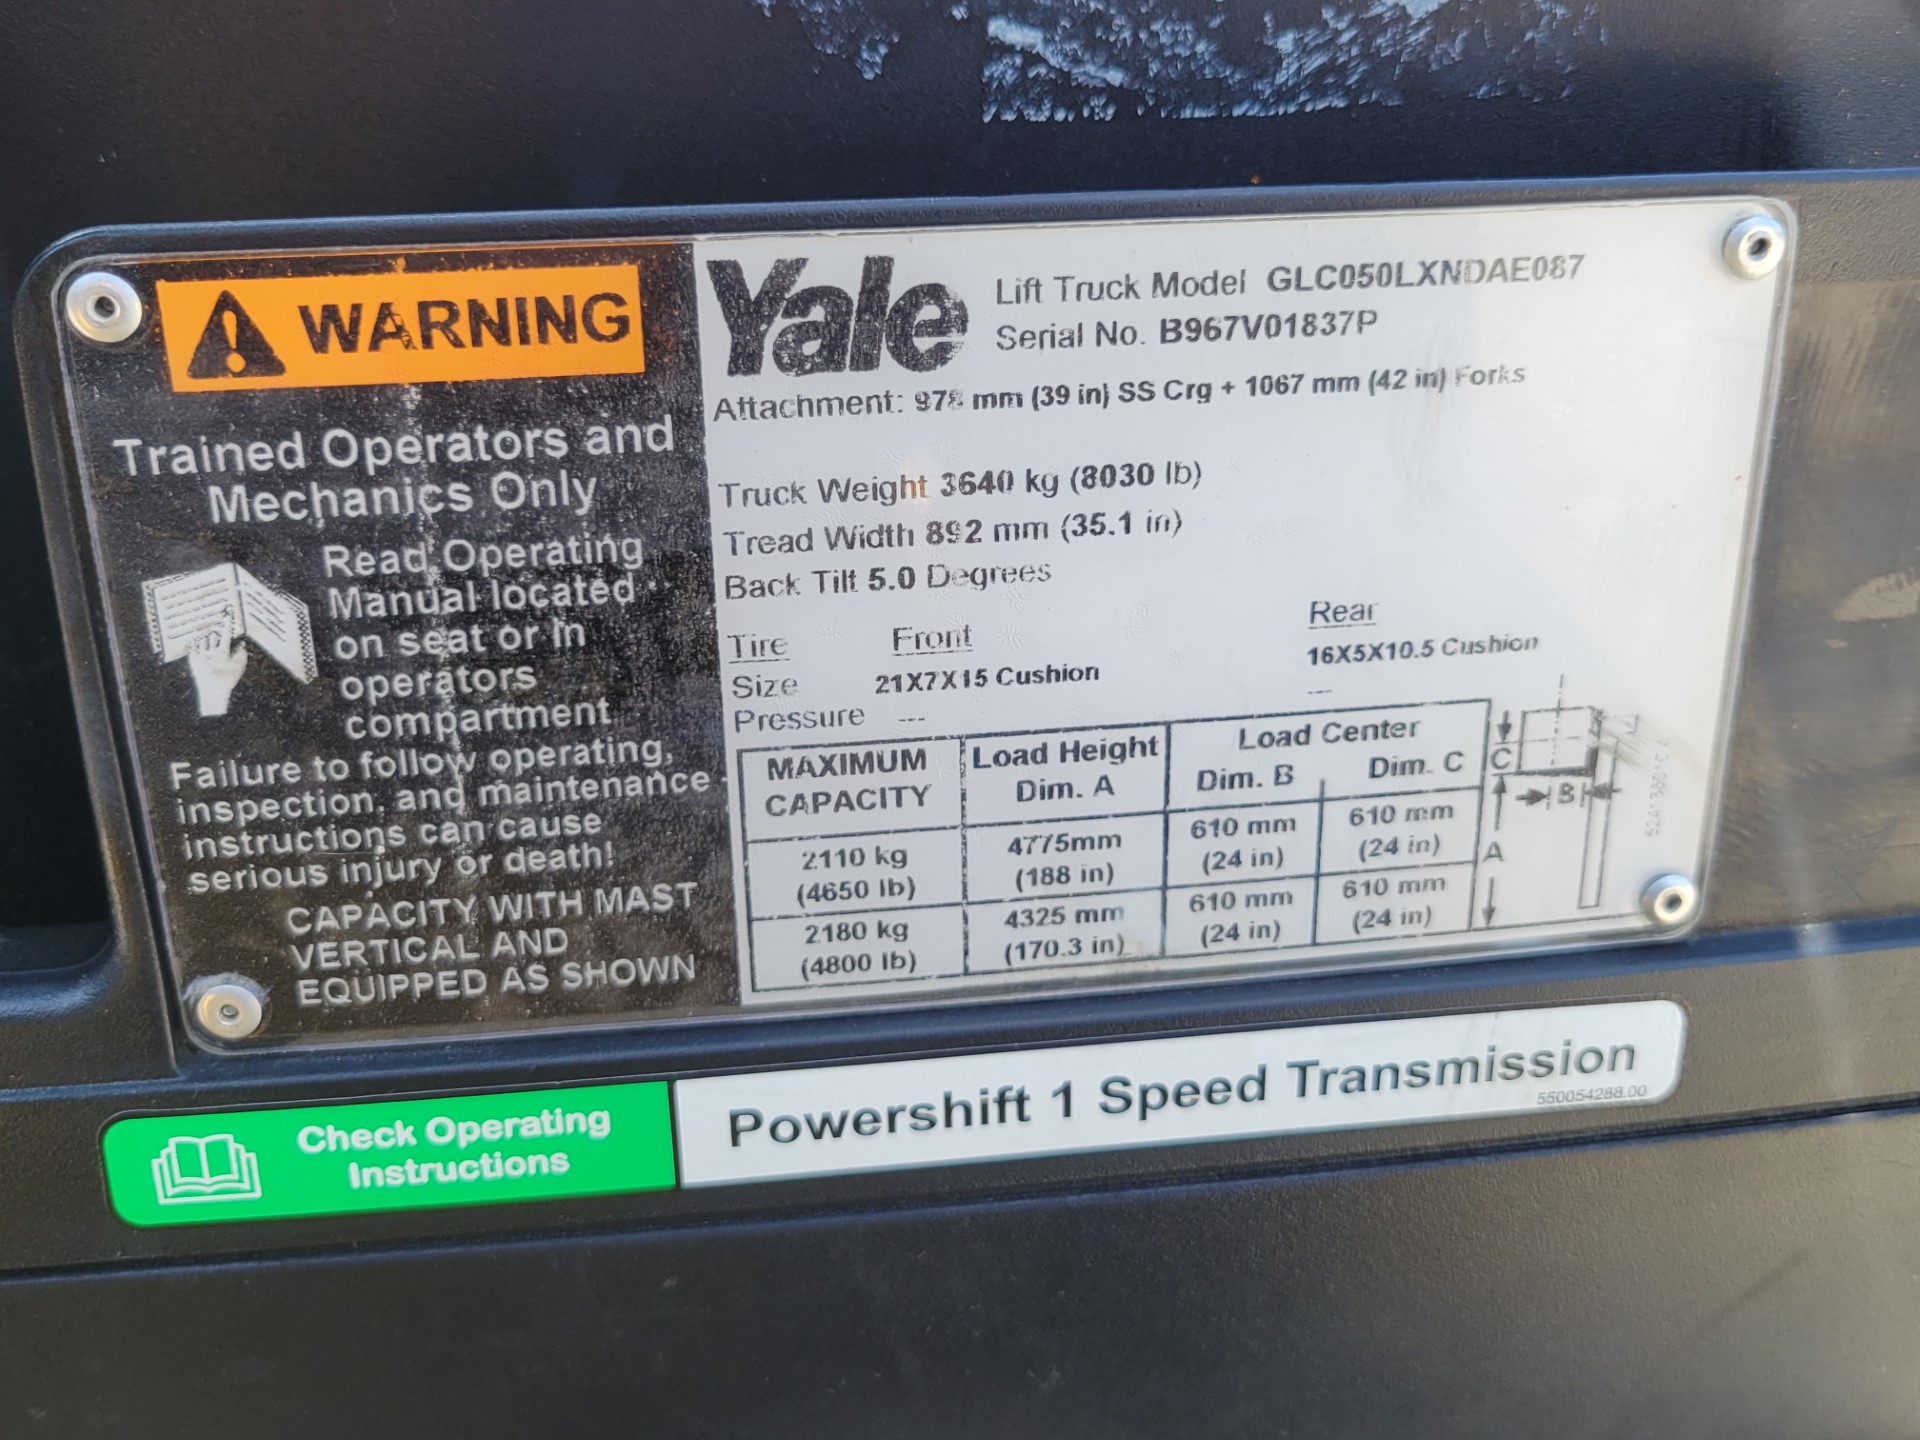 WARNING
Trained Operators and
Mechanics Only
Read Operating
Manual located
on seat or in
operators
compartment
Failure to follow operating,
inspection, and maintenance
instructions can cause
serious injury or death!
CAPACITY WITH MAST
VERTICAL AND
EQUIPPED AS SHOWN
Yale
Lift Truck Model GLC050LXNDAE087
Serial No. B967V01837P
Attachment: 978 mm (39 in) SS Crg + 1067 mm (42 in) Forks
Truck Weight 3640 kg (8030 lb)
Tread Width 892 mm (35.1 in)
Back Tilt 5.0 Degrees
Tire Front Rear
Size 21X7X15 Cushion 16X5X10.5 Cushion
Pressure --- ---
MAXIMUM CAPACITY Load Height Dim. A Load Center Dim. B Dim. C
2110 kg 4775mm 610 mm 610 mm
(4650 lb) (188 in) (24 in) (24 in)
2180 kg 4325 mm 610 mm 610 mm
(4800 lb) (170.3 in) (24 in) (24 in)
C
B
A
Check Operating
Instructions
Powershift 1 Speed Transmission
550054288.00